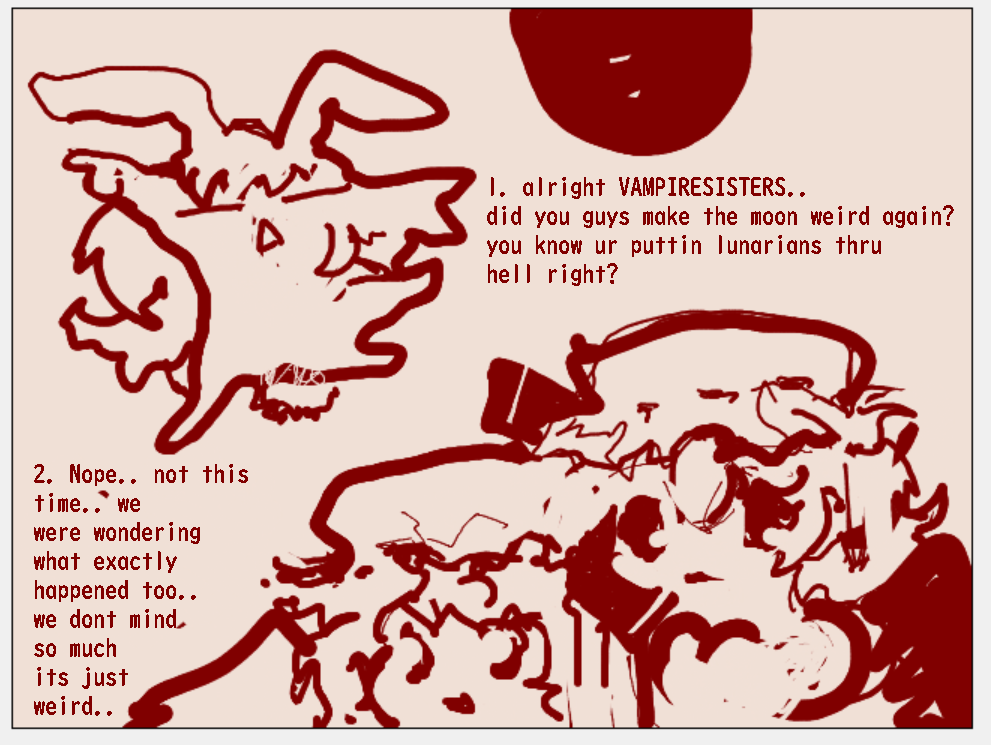 1. alright VAMPIRESISTERS..
did you guys make the moon weird again?
you know ur puttin lunarians thru
hell right?
2. Nope.. not this
time.. we
were wondering
what exactly
happened too..
we dont mind
so much
its just
weird..